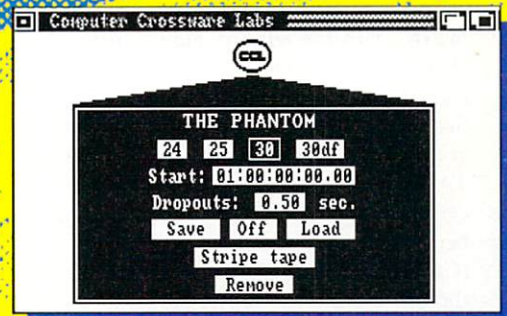 Computer Crossware Labs
CCL
THE PHANTOM
24 25 30 30df
Start: 01:00:00:00.00
Dropouts: 0.50 sec.
Save Off Load
Stripe tape
Remove